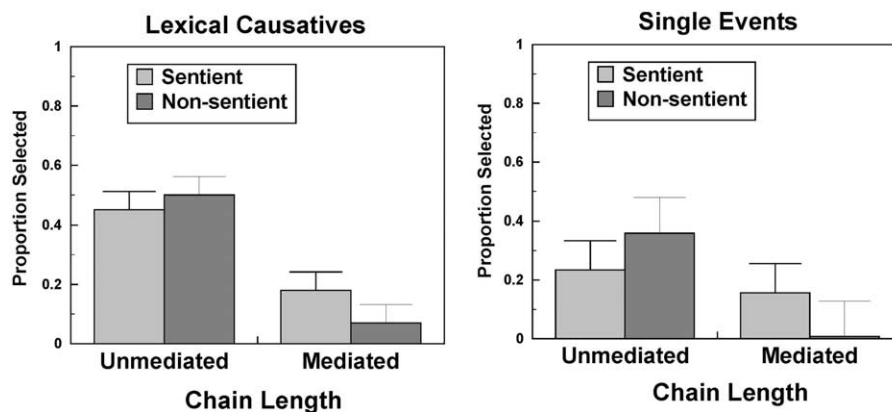 Lexical Causatives
1
Sentient
Non-sentient
0.8
0.6
0.4
0.2
0
Proportion Selected
Unmediated Mediated
Chain Length
Single Events
1
Sentient
Non-sentient
0.8
0.6
0.4
0.2
0
Proportion Selected
Unmediated Mediated
Chain Length